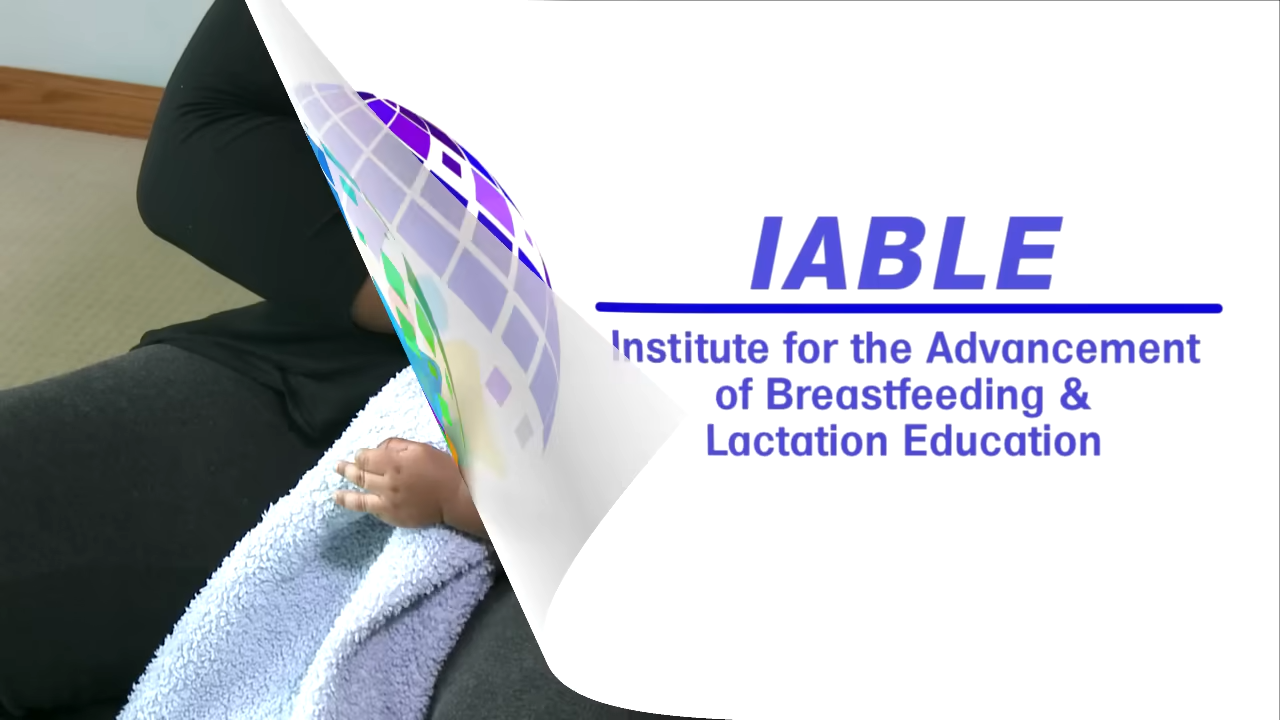 IABLE
Institute for the Advancement
of Breastfeeding &
Lactation Education